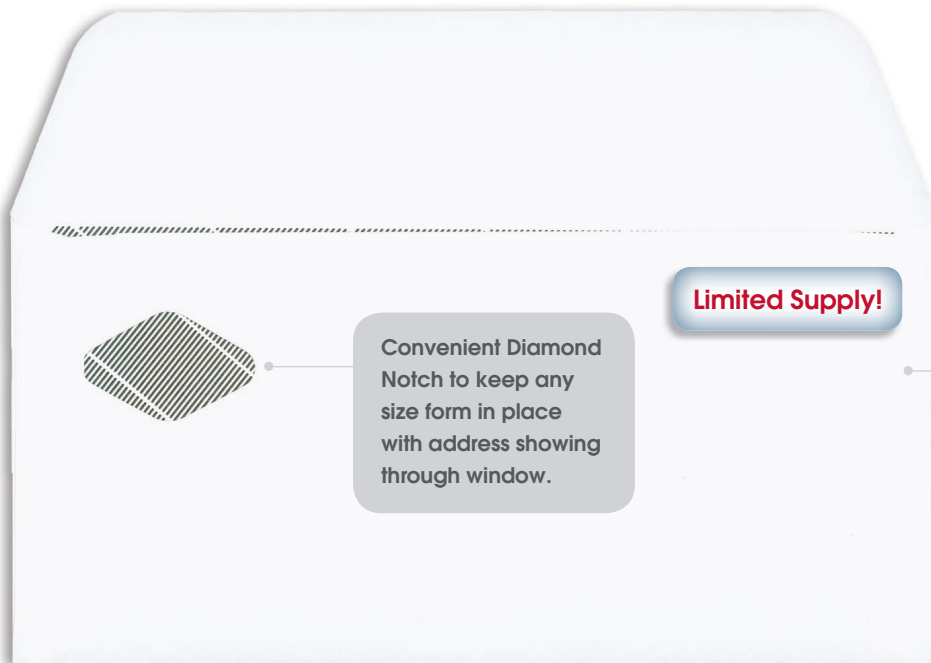 Limited Supply!
Convenient Diamond
Notch to keep any
size form in place
with address showing
through window.